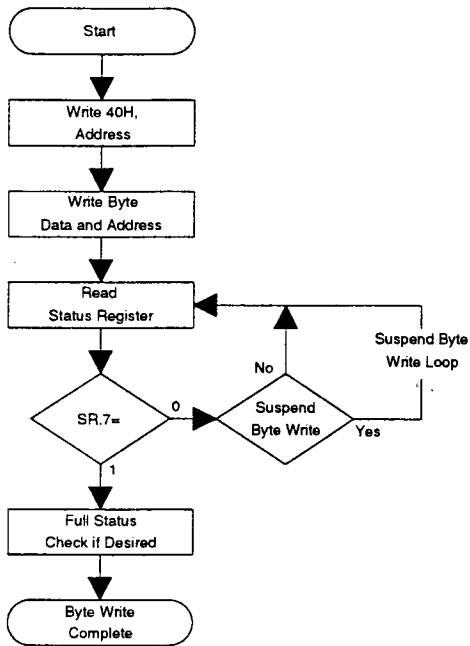 Start
Write 40H,
Address
Write Byte
Data and Address
Read
Status Register
Suspend Byte
Write Loop
No
SR.7=
0
Suspend
Byte Write
Yes
1
Full Status
Check if Desired
Byte Write
Complete